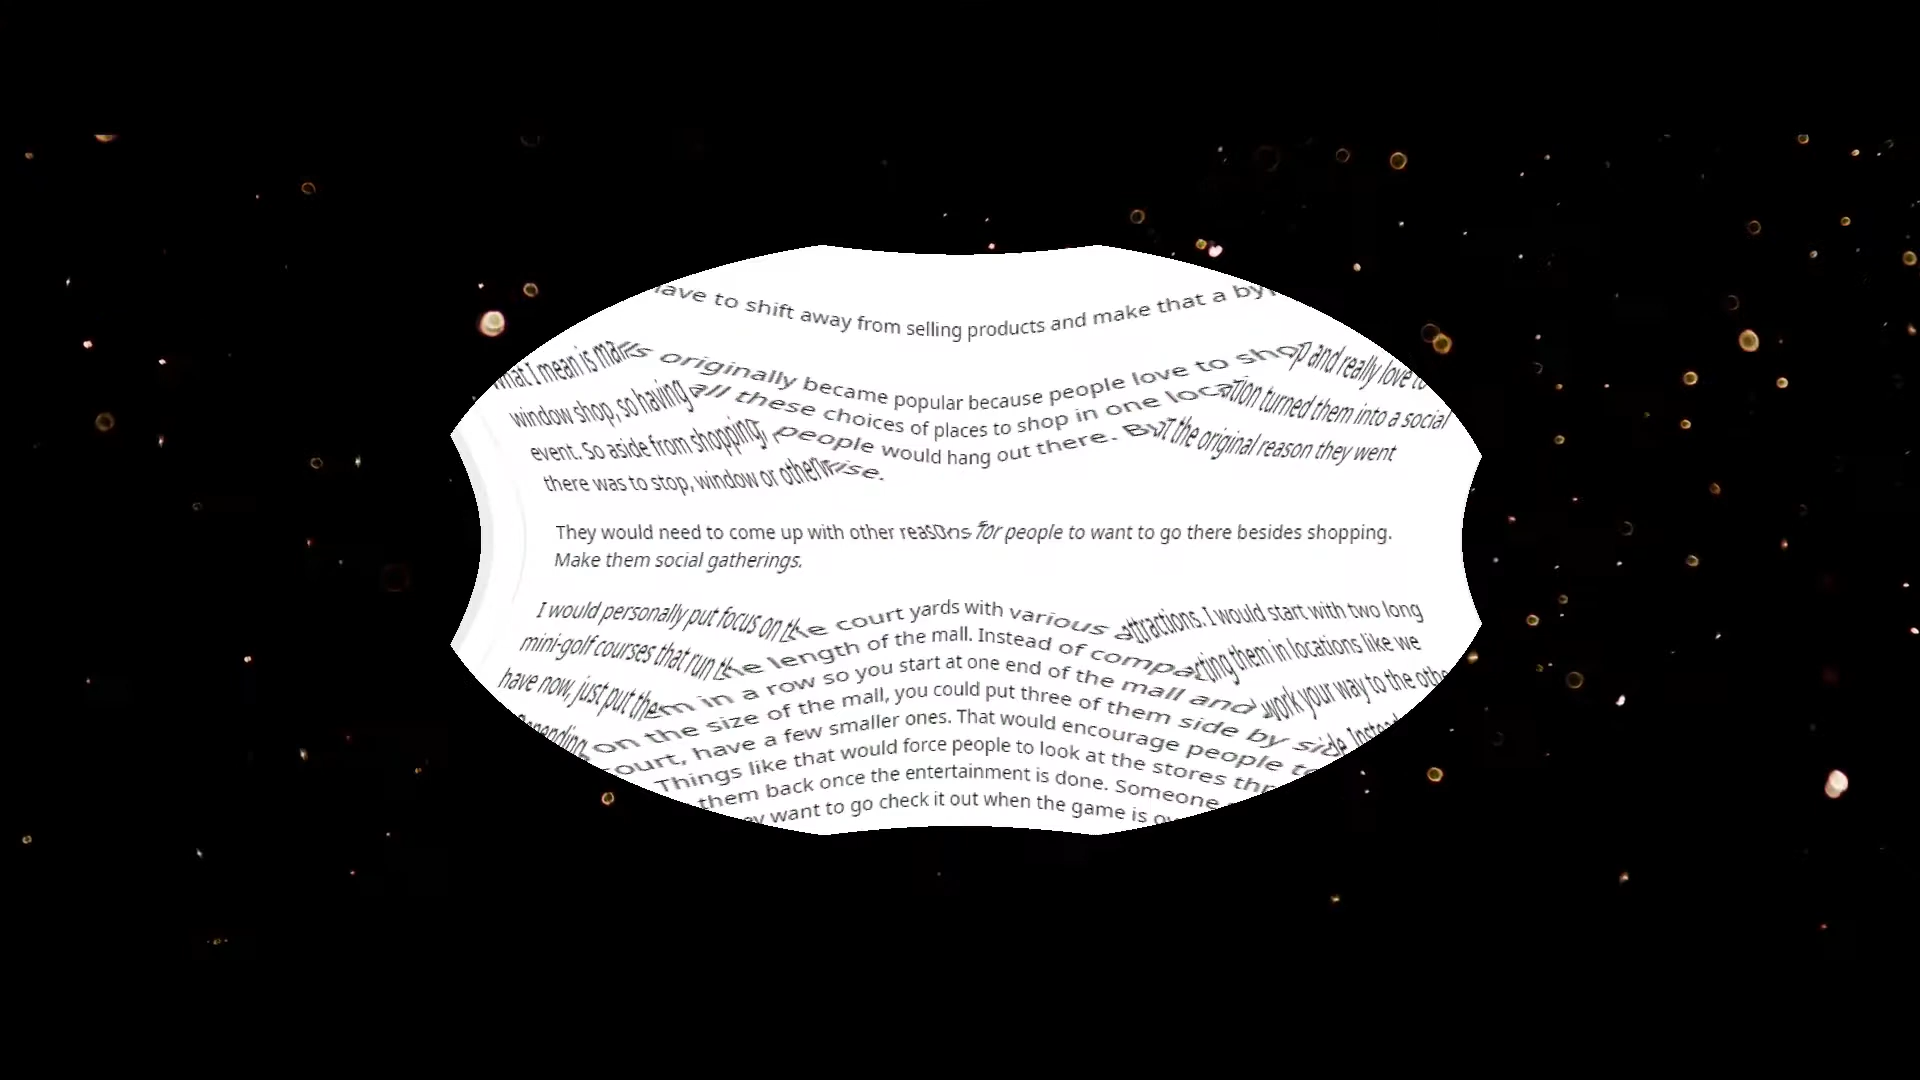 have to shift away from selling products and make that a
what I mean is malls originally became popular because people love to shop and really love to
window shop, so having all these choices of places to shop in one location turned them into a social
event. So aside from shopping, people would hang out there. But the original reason they went
there was to stop, window or otherwise.
They would need to come up with other reasons for people to want to go there besides shopping.
Make them social gatherings.
I would personally put focus on the court yards with various attractions. I would start with two long
mini-golf courses that run the length of the mall. Instead of compacting them in locations like we
have now, just put them in a row so you start at one end of the mall and work your way to the
Depending on the size of the mall, you could put three of them side by side.
court, have a few smaller ones. That would encourage people to
Things like that would force people to look at the stores
them back once the entertainment is done. Someone
want to go check it out when the game is